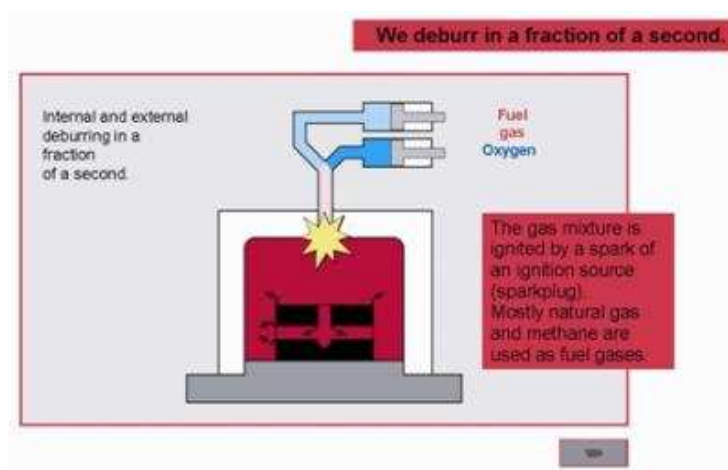 We deburr in a fraction of a second.
Internal and external
deburring in a
fraction
of a second.
Fuel
gas
Oxygen
The gas mixture is
ignited by a spark of
an ignition source
(sparkplug).
Mostly natural gas
and methane are
used as fuel gases.